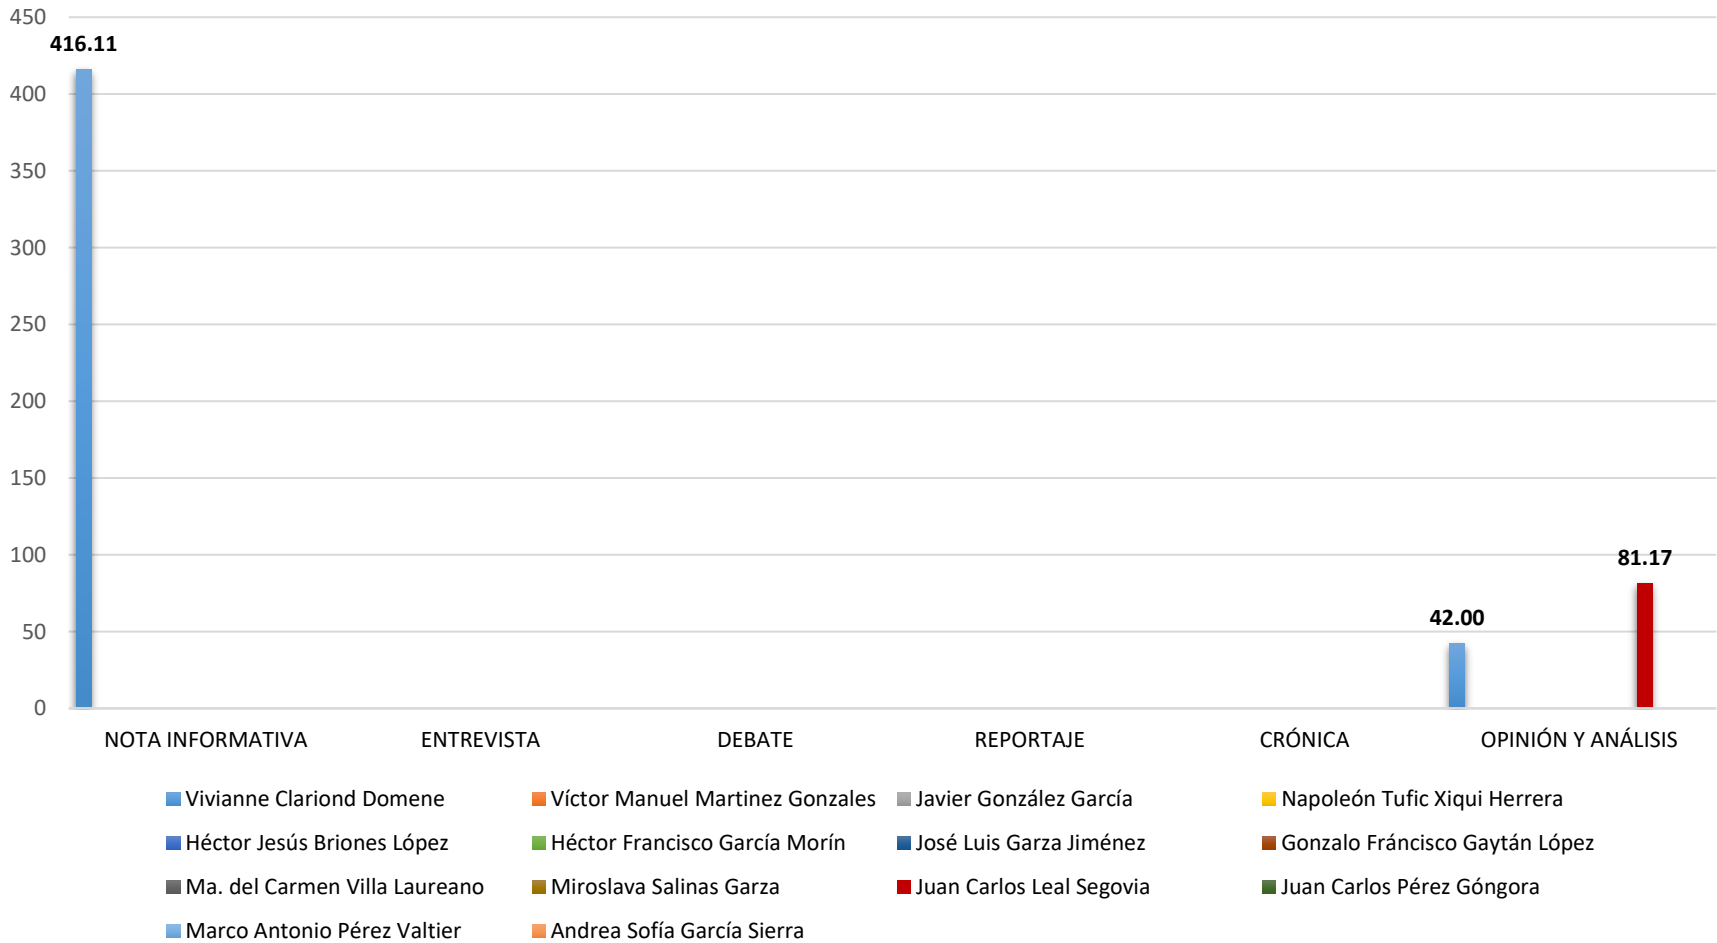 450
416.11
400
350
300
250
200
150
100
81.17
50
42.00
0
NOTA INFORMATIVA ENTREVISTA DEBATE REPORTAJE CRÓNICA OPINIÓN Y ANÁLISIS
Vivianne Clariond Domene Víctor Manuel Martinez Gonzales Javier González García Napoleón Tufic Xiqui Herrera
Héctor Jesús Briones López Héctor Francisco García Morín José Luis Garza Jiménez Gonzalo Fráncisco Gaytán López
Ma. del Carmen Villa Laureano Miroslava Salinas Garza Juan Carlos Leal Segovia Juan Carlos Pérez Góngora
Marco Antonio Pérez Valtier Andrea Sofía García Sierra